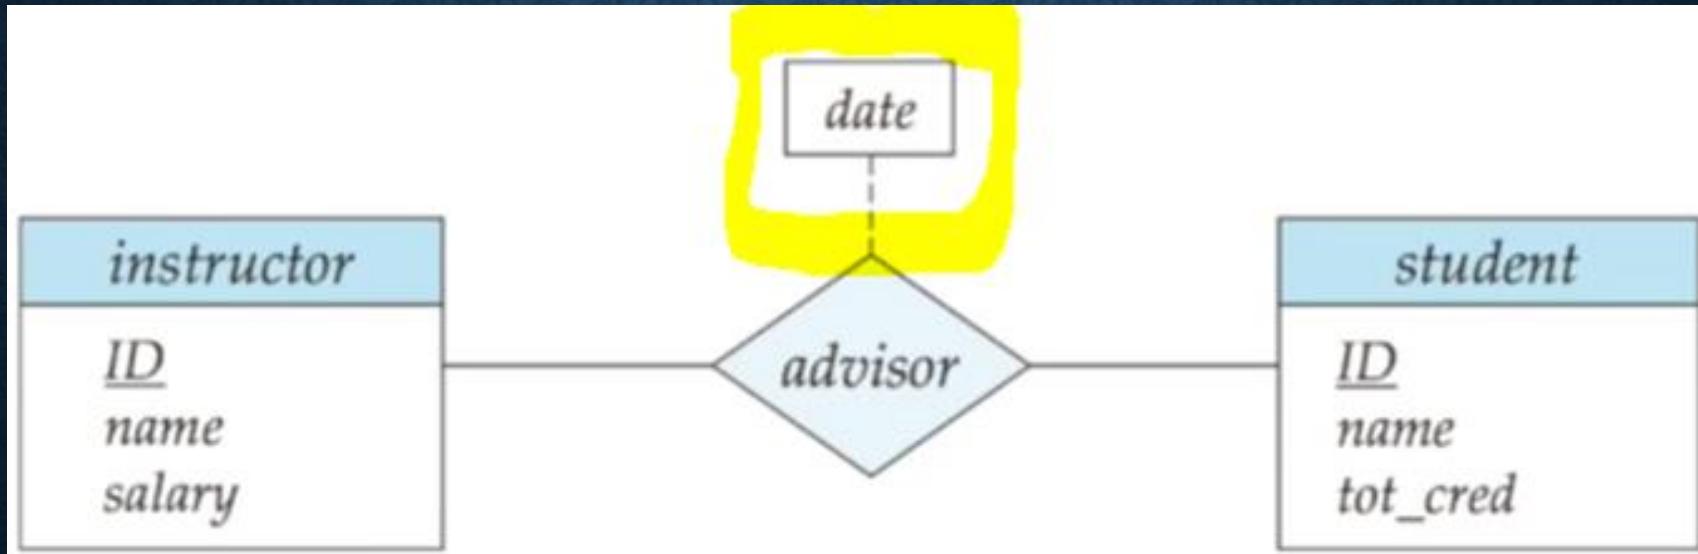 date
instructor
ID
name
salary
advisor
student
ID
name
tot_cred